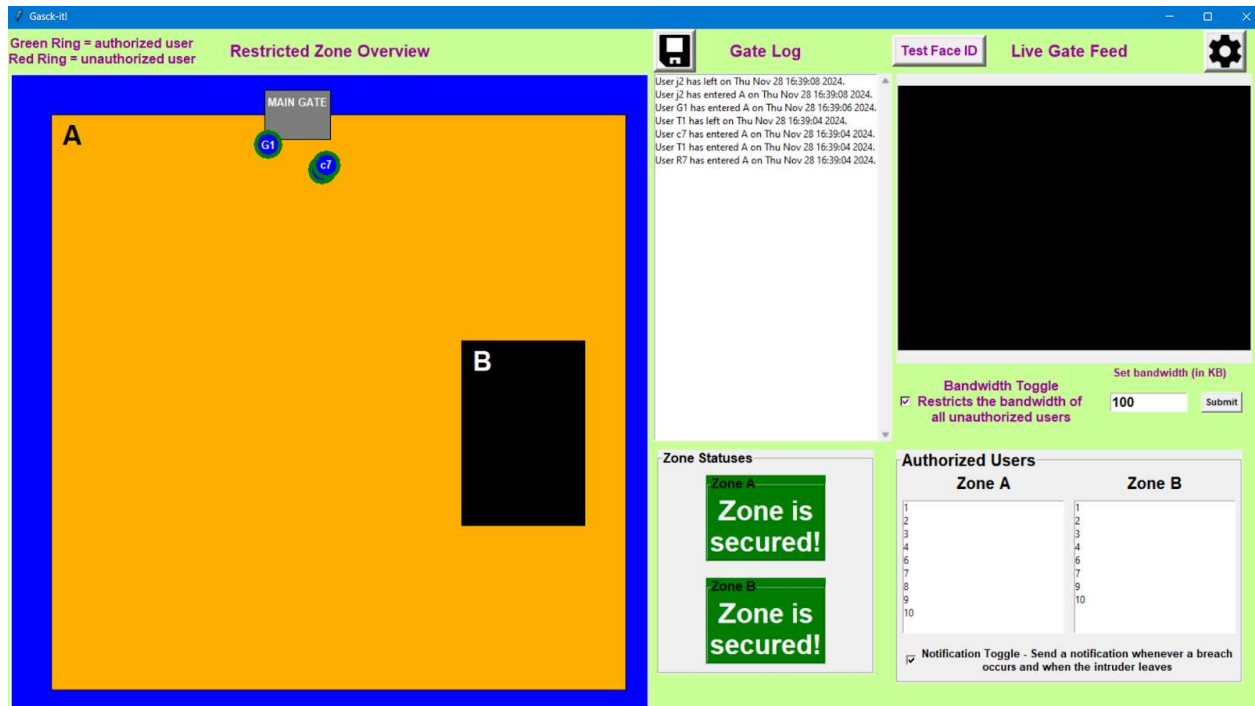 Gasck-it!
Green Ring = authorized user
Red Ring = unauthorized user
Restricted Zone Overview
MAIN GATE
A
G1
c7
B
Gate Log
User j2 has left on Thu Nov 28 16:39:08 2024.
User j2 has entered A on Thu Nov 28 16:39:08 2024.
User G1 has entered A on Thu Nov 28 16:39:06 2024.
User T1 has left on Thu Nov 28 16:39:04 2024.
User c7 has entered A on Thu Nov 28 16:39:04 2024.
User T1 has entered A on Thu Nov 28 16:39:04 2024.
User R7 has entered A on Thu Nov 28 16:39:04 2024.
Test Face ID
Live Gate Feed
Set bandwidth (in KB)
Bandwidth Toggle
Restricts the bandwidth of
all unauthorized users
100
Submit
Zone Statuses
Zone A
Zone is
secured!
Zone B
Zone is
secured!
Authorized Users
Zone A
1
2
3
4
6
7
8
9
10
Zone B
1
2
3
4
6
7
9
10
Notification Toggle - Send a notification whenever a breach
occurs and when the intruder leaves